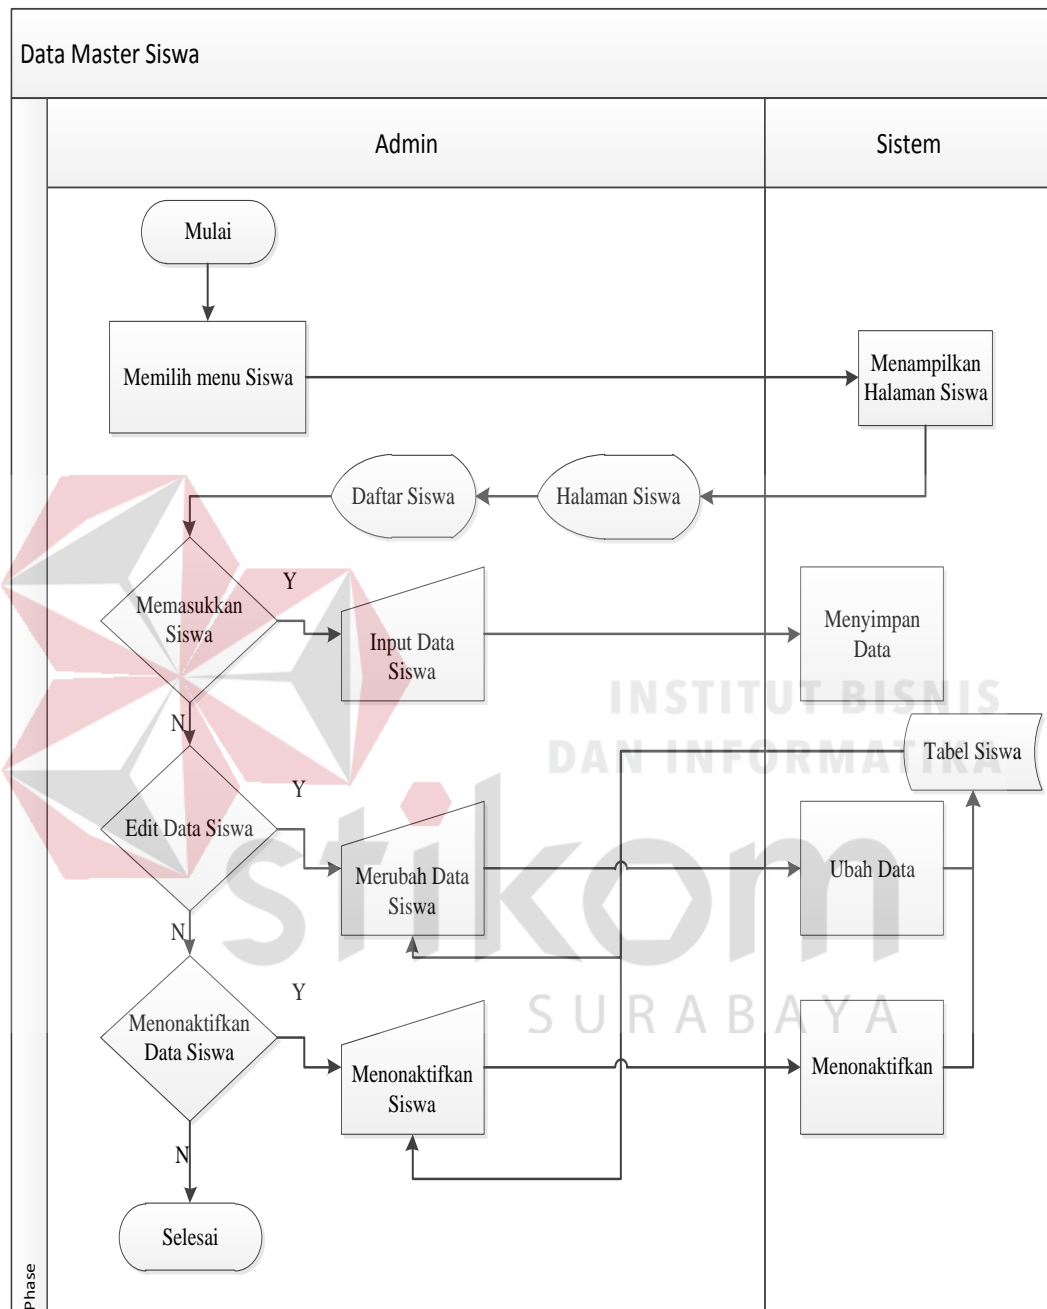 Data Master Siswa
Admin
Sistem
Mulai
Memilih menu Siswa
Menampilkan
Halaman Siswa
Daftar Siswa
Halaman Siswa
Memasukkan
Siswa
Y
Input Data
Siswa
Menyimpan
Data
INSTITUT BISNIS
DAN INFORMATIKA
N
Tabel Siswa
Edit Data Siswa
Y
Merubah Data
Siswa
Ubah Data
stikom
N
SURABAYA
Menonaktifkan
Data Siswa
Y
Menonaktifkan
Siswa
Menonaktifkan
N
Selesai
Phase